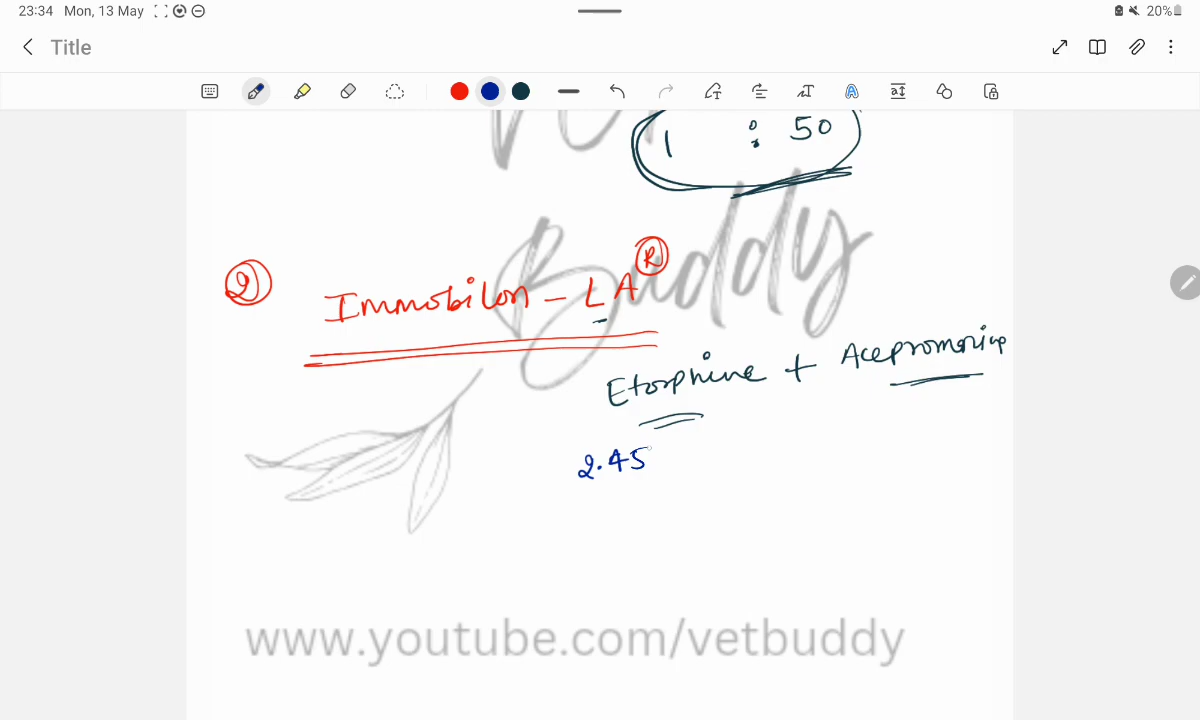 23:34 Mon, 13 May 20%
Title
1 : 50
Buddy
2 Immobilon - LA R
Etorphine + Acepromazine
2.45
www.youtube.com/vetbuddy